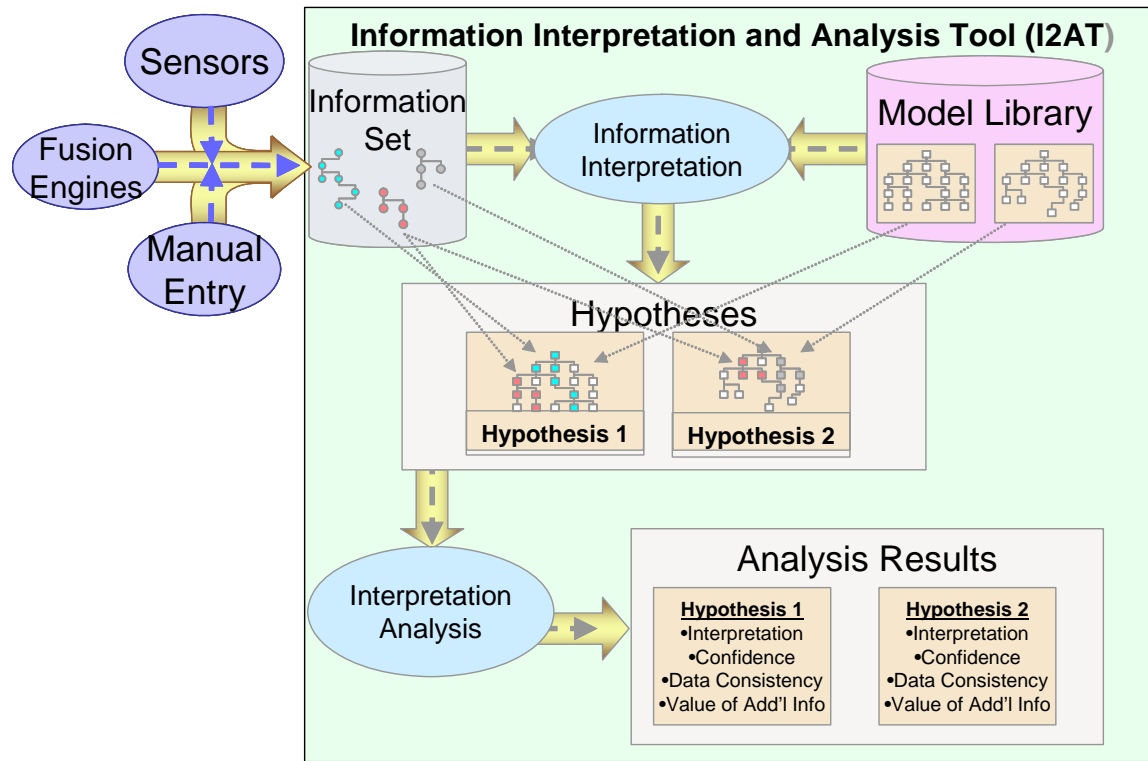 Information Interpretation and Analysis Tool (I2AT)
Sensors
Fusion
Engines
Manual
Entry
Information
Set
Information
Interpretation
Model Library
Hypotheses
Hypothesis 1
Hypothesis 2
Interpretation
Analysis
Analysis Results
Hypothesis 1
•Interpretation
•Confidence
•Data Consistency
•Value of Add’l Info
Hypothesis 2
•Interpretation
•Confidence
•Data Consistency
•Value of Add’l Info